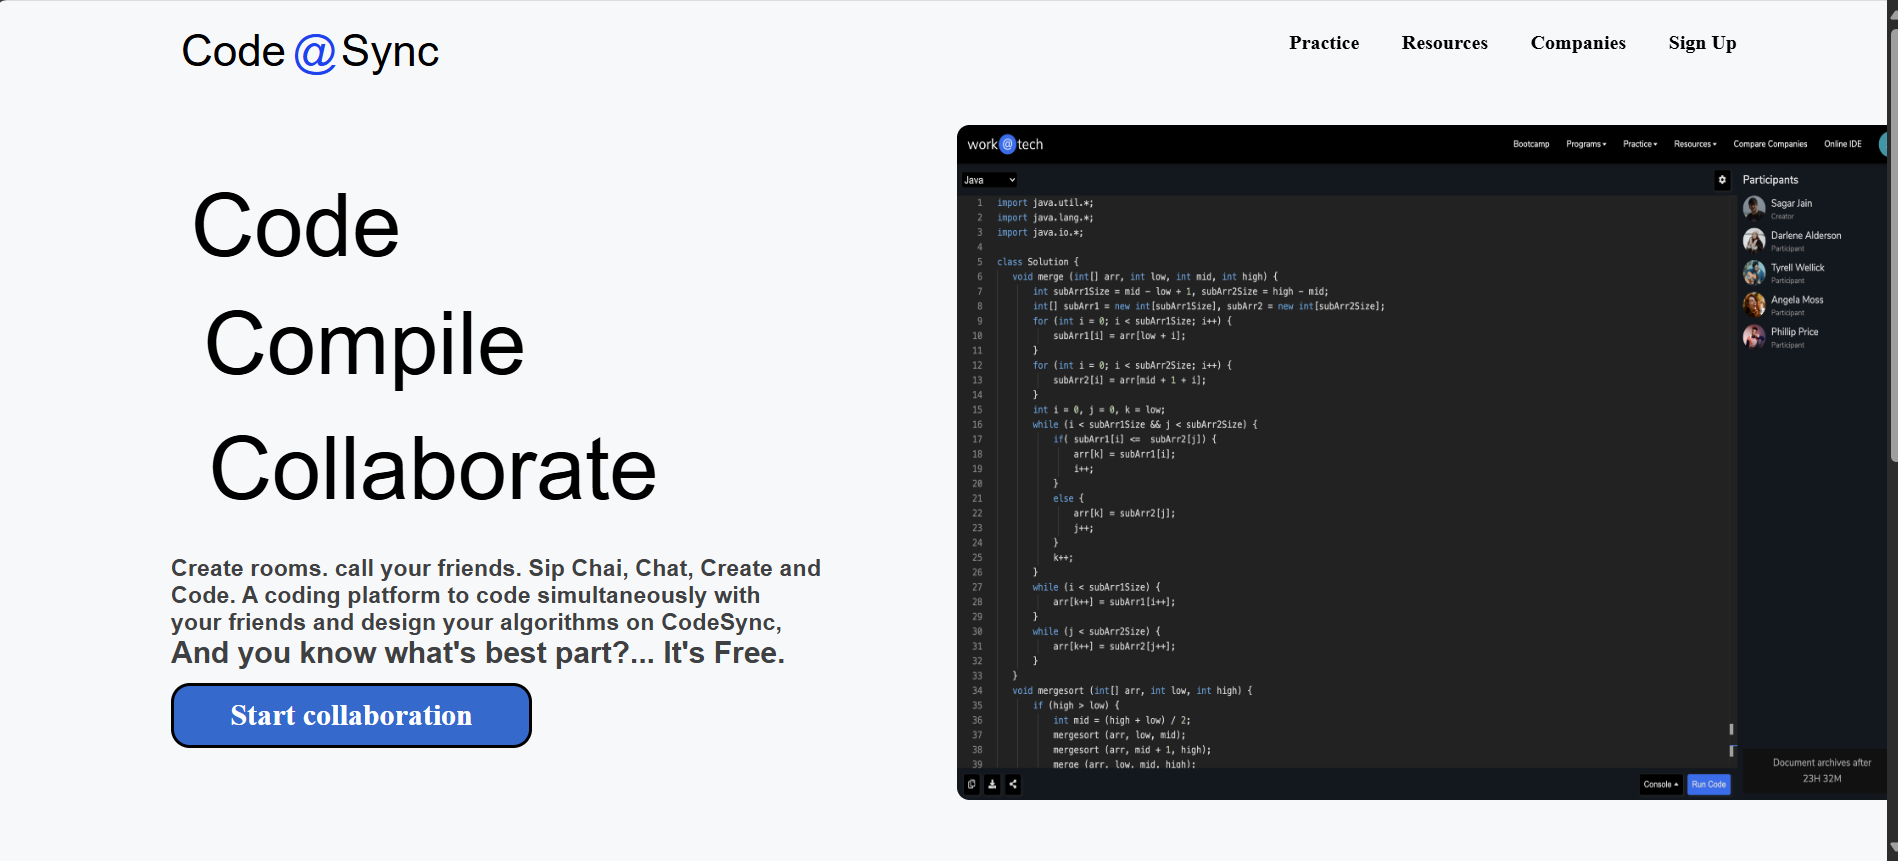 Code @ Sync
Practice Resources Companies Sign Up
Code
Compile
Collaborate
Create rooms. call your friends. Sip Chai, Chat, Create and
Code. A coding platform to code simultaneously with
your friends and design your algorithms on CodeSync,
And you know what's best part?... It's Free.
Start collaboration
work@tech
Bootcamp Programs Practice Resources Compare Companies Online IDE
Java
Participants
1 import java.util.*;
2 import java.lang.*;
3 import java.io.*;
4
5 class Solution {
6 void merge (int[] arr, int low, int mid, int high) {
7 int subArr1Size = mid - low + 1, subArr2Size = high - mid;
8 int[] subArr1 = new int[subArr1Size], subArr2 = new int[subArr2Size];
9 for (int i = 0; i < subArr1Size; i++) {
10 subArr1[i] = arr[low + i];
11 }
12 for (int i = 0; i < subArr2Size; i++) {
13 subArr2[i] = arr[mid + 1 + i];
14 }
15 int i = 0, j = 0, k = low;
16 while (i < subArr1Size && j < subArr2Size) {
17 if( subArr1[i] <= subArr2[j]) {
18 arr[k] = subArr1[i];
19 i++;
20 }
21 else {
22 arr[k] = subArr2[j];
23 j++;
24 }
25 k++;
26 }
27 while (i < subArr1Size) {
28 arr[k++] = subArr1[i++];
29 }
30 while (j < subArr2Size) {
31 arr[k++] = subArr2[j++];
32 }
33 }
34 void mergesort (int[] arr, int low, int high) {
35 if (high > low) {
36 int mid = (high + low) / 2;
37 mergesort (arr, low, mid);
38 mergesort (arr, mid + 1, high);
39 merge (arr, low, mid, high);
Sagar Jain
Creator
Darlene Alderson
Participant
Tyrell Wellick
Participant
Angela Moss
Participant
Phillip Price
Participant
Document archives after
23H 32M
Console Run Code